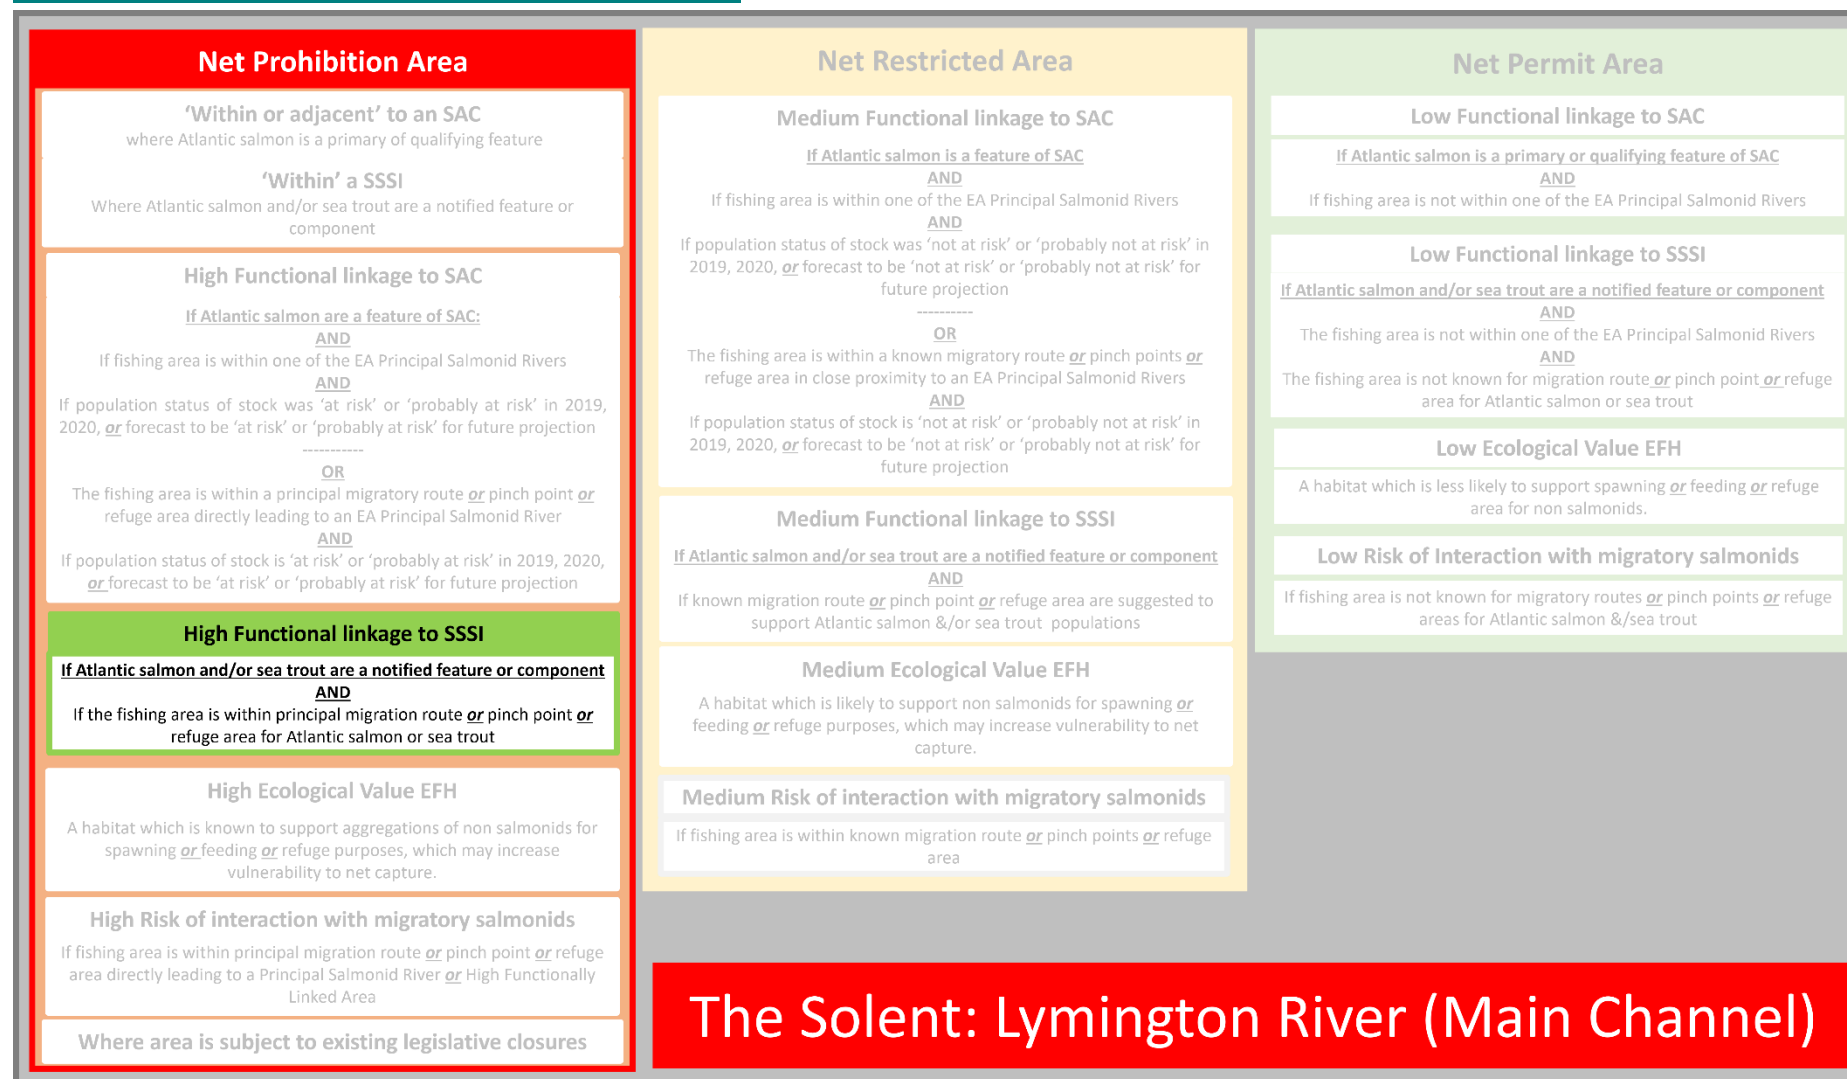 Net Prohibition Area
‘Within or adjacent’ to an SAC
where Atlantic salmon is a primary of qualifying feature
‘Within’ a SSSI
Where Atlantic salmon and/or sea trout are a notified feature or
component
High Functional linkage to SAC
If Atlantic salmon are a feature of SAC:
AND
If fishing area is within one of the EA Principal Salmonid Rivers
AND
If population status of stock was ‘at risk’ or ‘probably at risk’ in 2019,
2020, or forecast to be ‘at risk’ or ‘probably at risk’ for future projection
-----------
OR
The fishing area is within a principal migratory route or pinch point or
refuge area directly leading to an EA Principal Salmonid River
AND
If population status of stock is ‘at risk’ or ‘probably at risk’ in 2019, 2020,
or forecast to be ‘at risk’ or ‘probably at risk’ for future projection
High Functional linkage to SSSI
If Atlantic salmon and/or sea trout are a notified feature or component
AND
If the fishing area is within principal migration route or pinch point or
refuge area for Atlantic salmon or sea trout
High Ecological Value EFH
A habitat which is known to support aggregations of non salmonids for
spawning or feeding or refuge purposes, which may increase
vulnerability to net capture.
High Risk of interaction with migratory salmonids
If fishing area is within principal migration route or pinch point or refuge
area directly leading to a Principal Salmonid River or High Functionally
Linked Area
Where area is subject to existing legislative closures
Net Restricted Area
Medium Functional linkage to SAC
If Atlantic salmon is a feature of SAC
AND
If fishing area is within one of the EA Principal Salmonid Rivers
AND
If population status of stock was ‘not at risk’ or ‘probably not at risk’ in
2019, 2020, or forecast to be ‘not at risk’ or ‘probably not at risk’ for
future projection
----------
OR
The fishing area is within a known migratory route or pinch points or
refuge area in close proximity to an EA Principal Salmonid Rivers
AND
If population status of stock is ‘not at risk’ or ‘probably not at risk’ in
2019, 2020, or forecast to be ‘not at risk’ or ‘probably not at risk’ for
future projection
Medium Functional linkage to SSSI
If Atlantic salmon and/or sea trout are a notified feature or component
AND
If known migration route or pinch point or refuge area are suggested to
support Atlantic salmon &/or sea trout populations
Medium Ecological Value EFH
A habitat which is likely to support non salmonids for spawning or
feeding or refuge purposes, which may increase vulnerability to net
capture.
Medium Risk of interaction with migratory salmonids
If fishing area is within known migration route or pinch points or refuge
area
Net Permit Area
Low Functional linkage to SAC
If Atlantic salmon is a primary or qualifying feature of SAC
AND
If fishing area is not within one of the EA Principal Salmonid Rivers
Low Functional linkage to SSSI
If Atlantic salmon and/or sea trout are a notified feature or component
AND
The fishing area is not within one of the EA Principal Salmonid Rivers
AND
The fishing area is not known for migration route or pinch point or refuge
area for Atlantic salmon or sea trout
Low Ecological Value EFH
A habitat which is less likely to support spawning or feeding or refuge
area for non salmonids.
Low Risk of Interaction with migratory salmonids
If fishing area is not known for migratory routes or pinch points or refuge
areas for Atlantic salmon &/sea trout
The Solent: Lymington River (Main Channel)